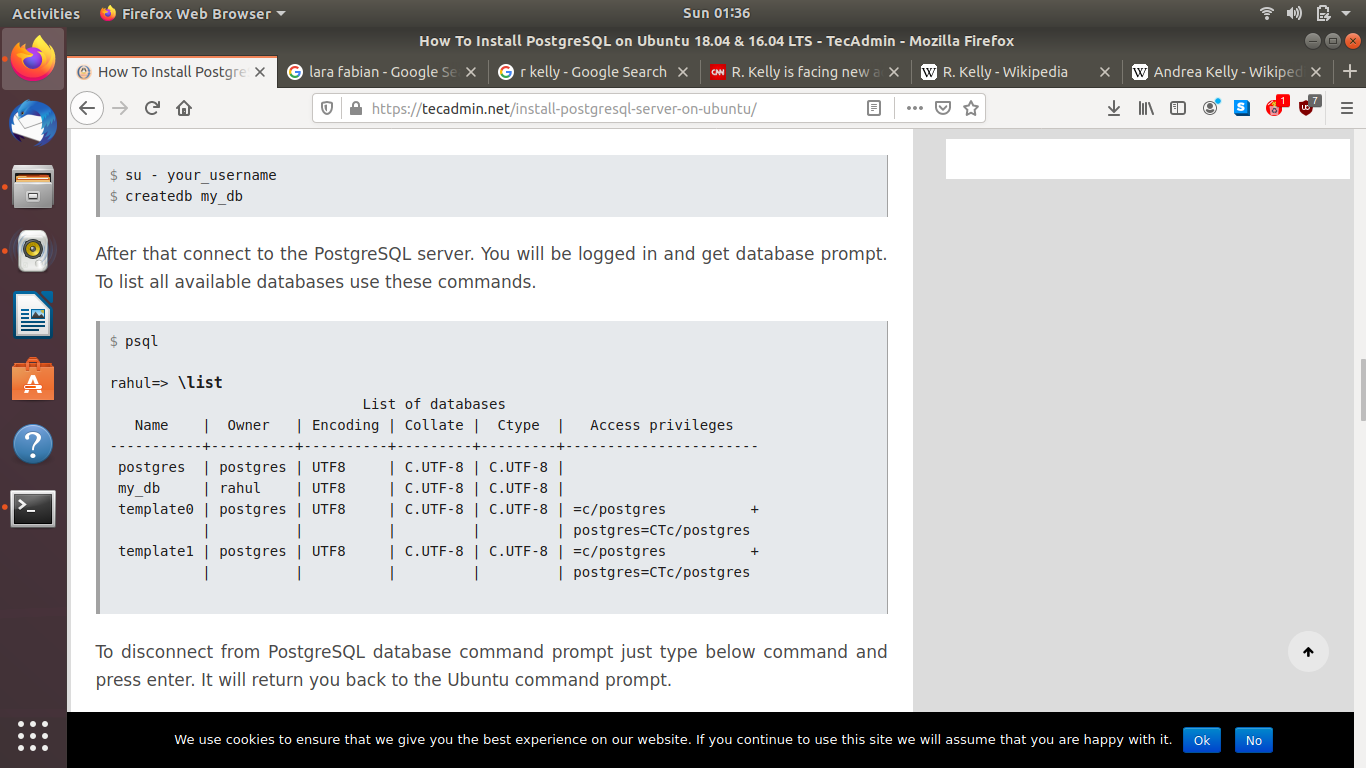 Activities Firefox Web Browser Sun 01:36
How To Install PostgreSQL on Ubuntu 18.04 & 16.04 LTS - TecAdmin - Mozilla Firefox
How To Install Postgre lara fabian - Google Se r kelly - Google Search CNN R. Kelly is facing new a W R. Kelly - Wikipedia W Andrea Kelly - Wikiped
https://tecadmin.net/install-postgresql-server-on-ubuntu/ S 1 7
$ su - your_username
$ createdb my_db
After that connect to the PostgreSQL server. You will be logged in and get database prompt.
To list all available databases use these commands.
$ psql
rahul=> \list
List of databases
Name | Owner | Encoding | Collate | Ctype | Access privileges
-----------+----------+----------+---------+---------+-----------------------
postgres | postgres | UTF8 | C.UTF-8 | C.UTF-8 |
my_db | rahul | UTF8 | C.UTF-8 | C.UTF-8 |
template0 | postgres | UTF8 | C.UTF-8 | C.UTF-8 | =c/postgres +
| | | | | postgres=CTc/postgres
template1 | postgres | UTF8 | C.UTF-8 | C.UTF-8 | =c/postgres +
| | | | | postgres=CTc/postgres
To disconnect from PostgreSQL database command prompt just type below command and
press enter. It will return you back to the Ubuntu command prompt.
We use cookies to ensure that we give you the best experience on our website. If you continue to use this site we will assume that you are happy with it. Ok No